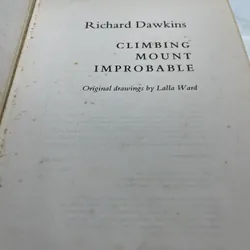 Richard Dawkins
CLIMBING
MOUNT
IMPROBABLE
Original drawings by Lalla Ward